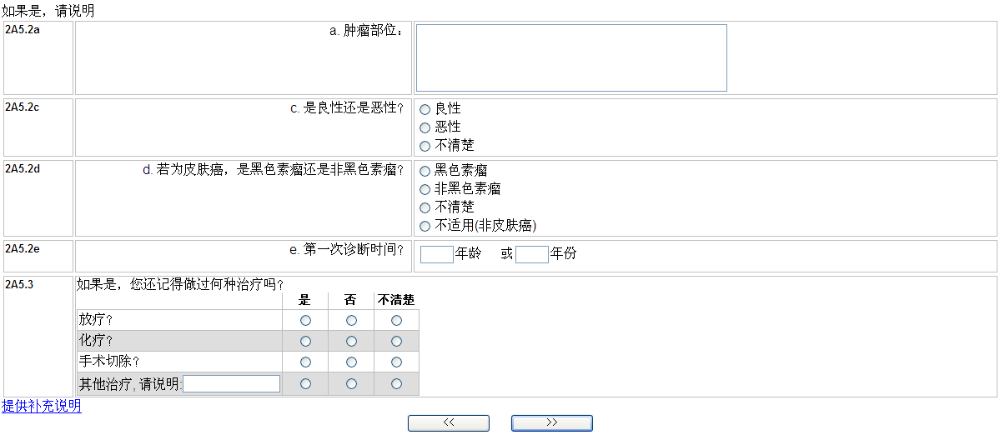 如果是，请说明
2A5.2a a. 肿瘤部位：
2A5.2c c. 是良性还是恶性？
良性
恶性
不清楚
2A5.2d d. 若为皮肤癌，是黑色素瘤还是非黑色素瘤？
黑色素瘤
非黑色素瘤
不清楚
不适用(非皮肤癌)
2A5.2e e. 第一次诊断时间？ 年龄 或 年份
2A5.3 如果是，您还记得做过何种治疗吗？
是 否 不清楚
放疗？
化疗？
手术切除？
其他治疗, 请说明:
提供补充说明
<< >>